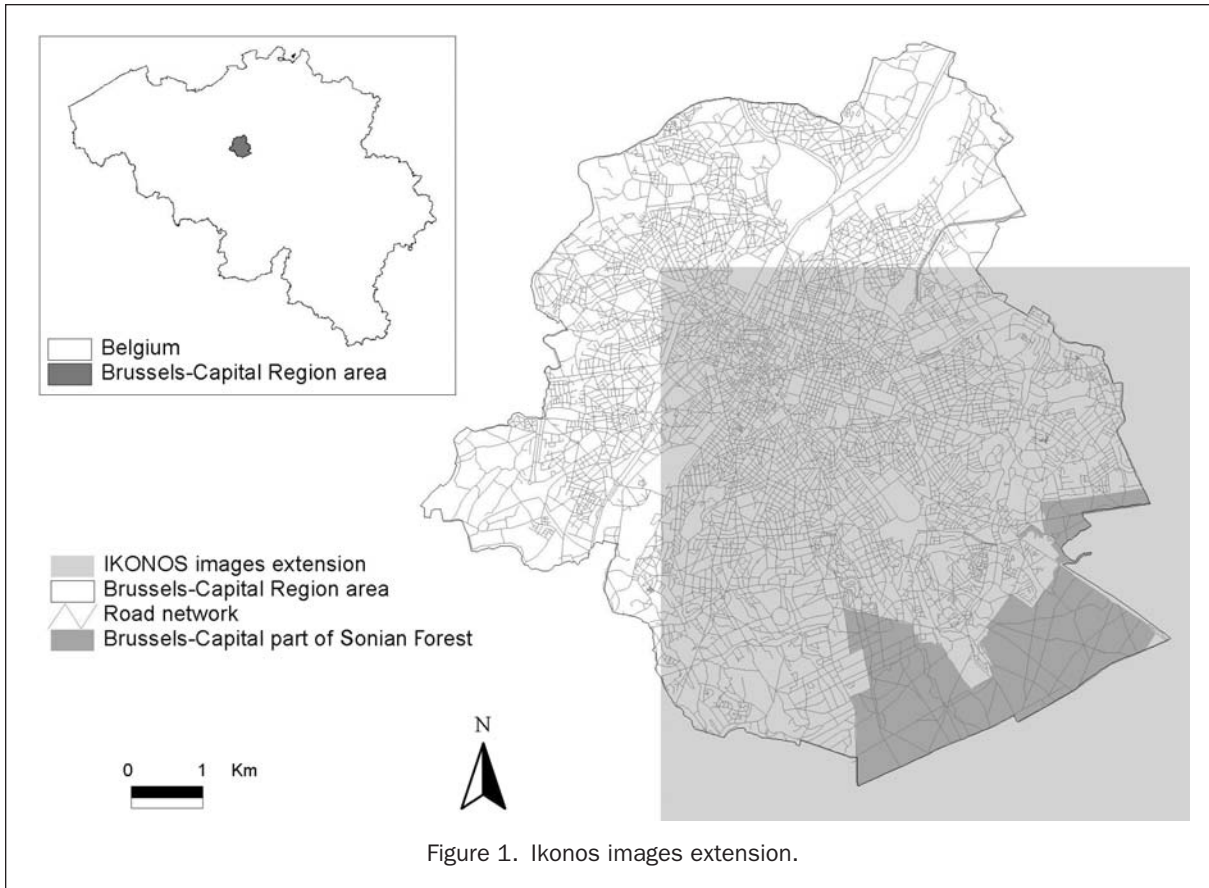 Belgium
Brussels-Capital Region area
IKONOS images extension
Brussels-Capital Region area
Road network
Brussels-Capital part of Sonian Forest
N
0 1 Km
Figure 1. Ikonos images extension.